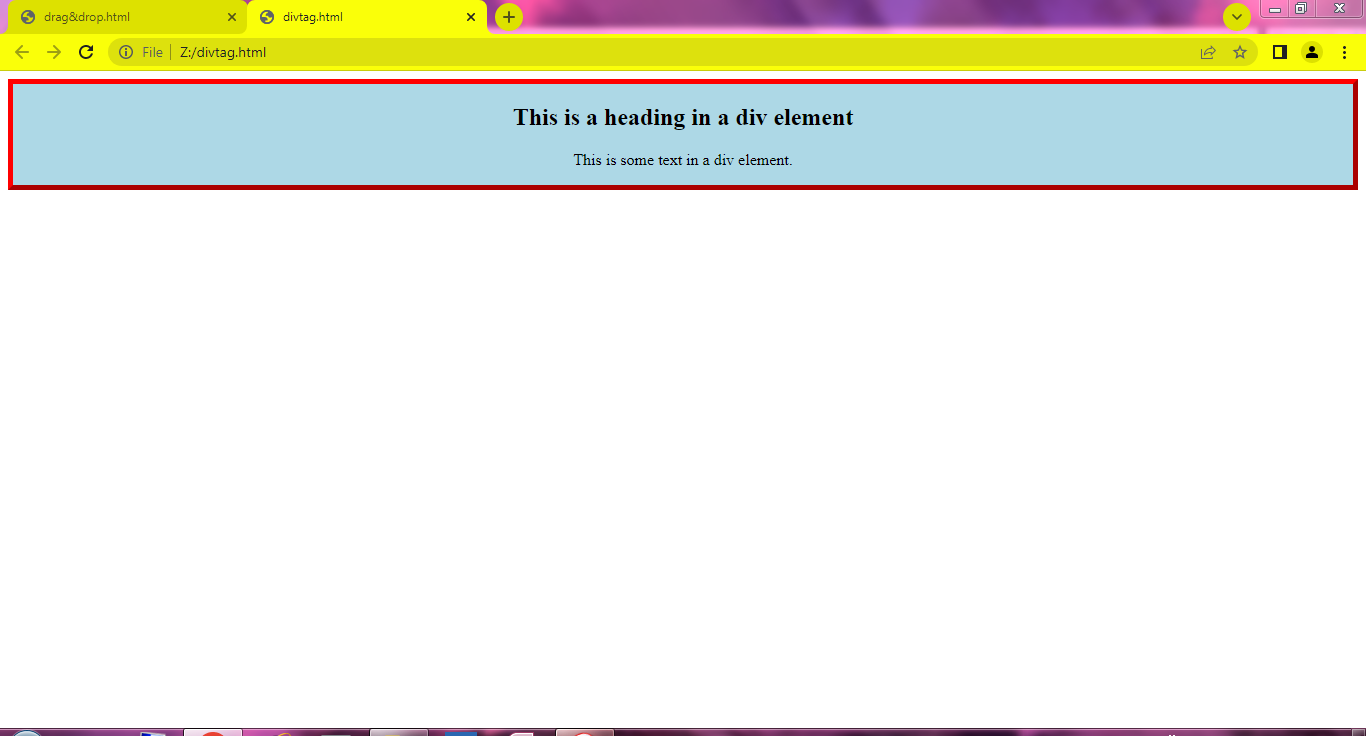 drag&drop.html
divtag.html
File
Z:/divtag.html
This is a heading in a div element
This is some text in a div element.